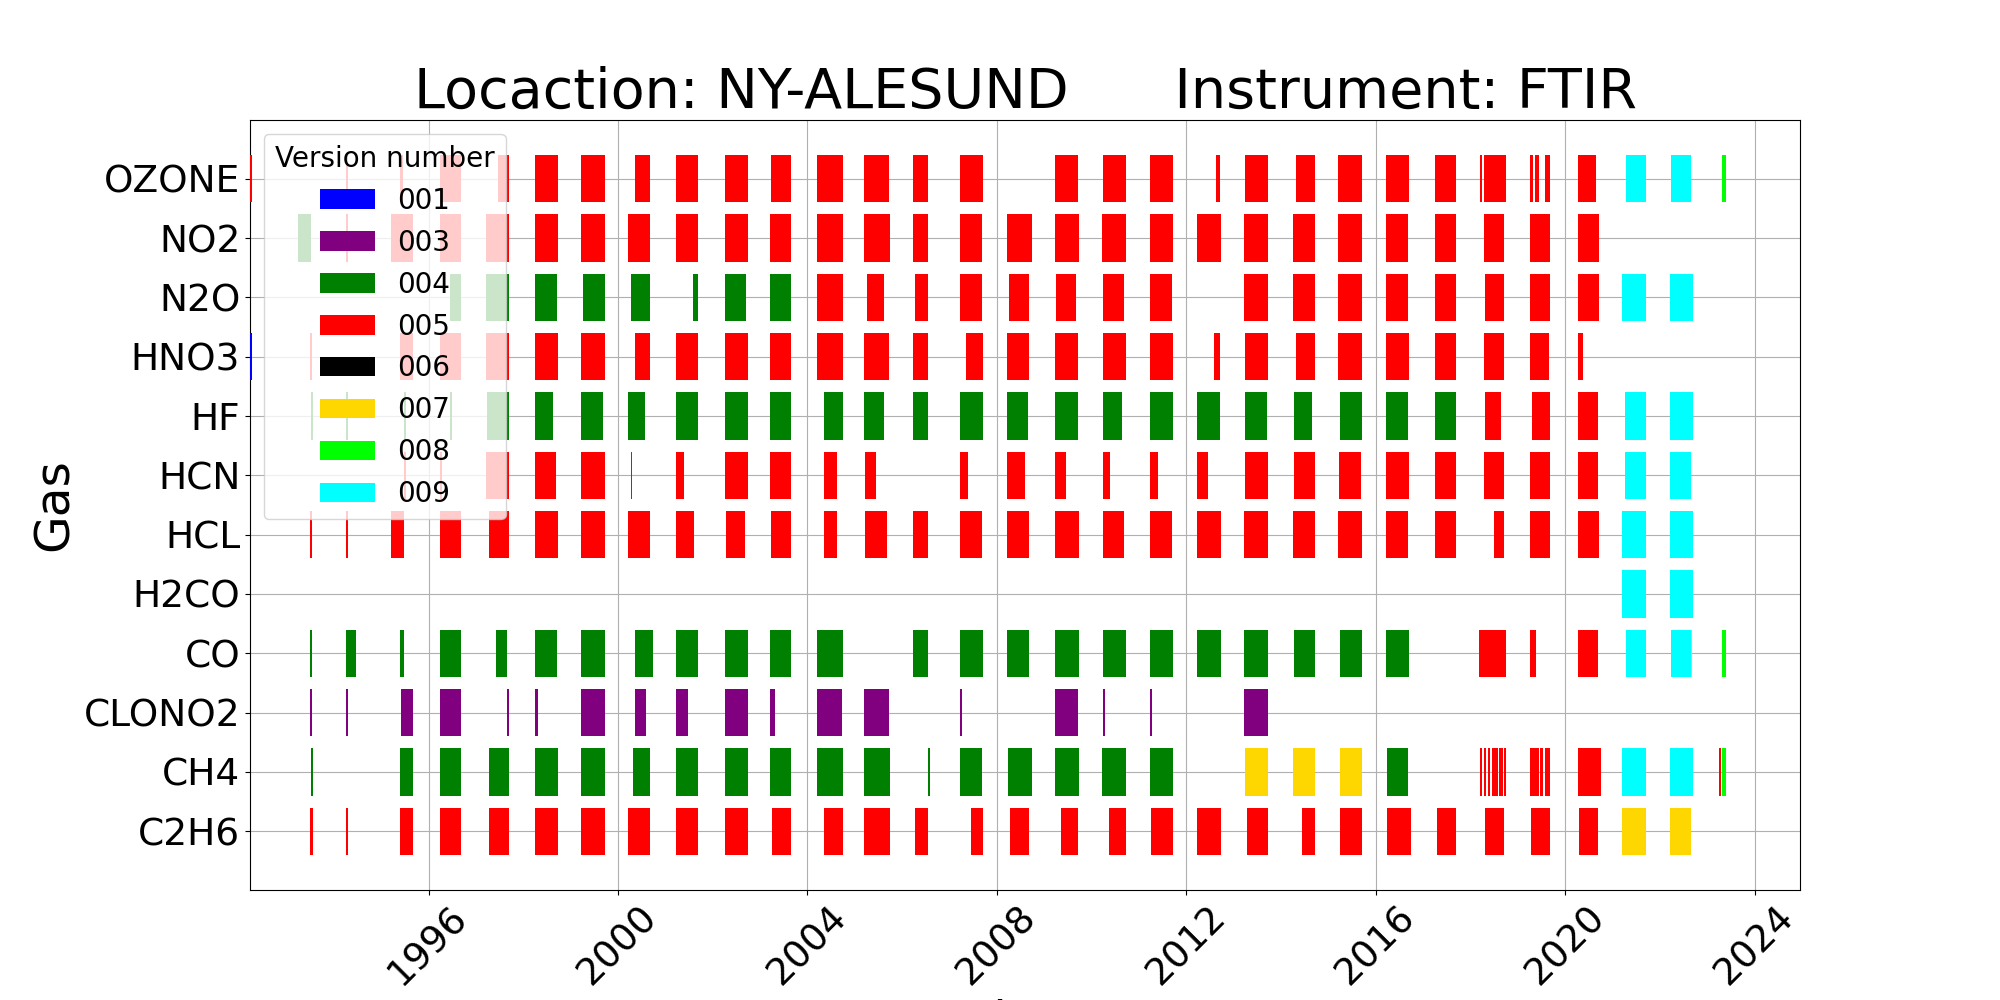 Locaction: NY-ALESUND Instrument: FTIR
Version number
001
003
004
005
006
007
008
009
Gas
OZONE
NO2
N2O
HNO3
HF
HCN
HCL
H2CO
CO
CLONO2
CH4
C2H6
1996
2000
2004
2008
2012
2016
2020
2024